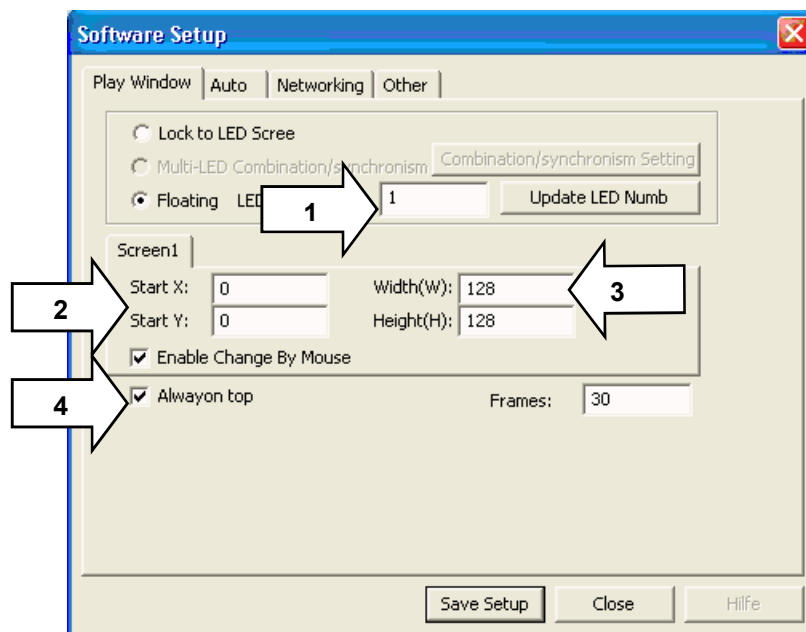 Software Setup
Play Window Auto Networking Other
Lock to LED Scree
Multi-LED Combination/synchronism Combination/synchronism Setting
Floating LED 1 Update LED Numb
1
Screen1
Start X: 0 Width(W): 128
2 3
Start Y: 0 Height(H): 128
Enable Change By Mouse
Alwayon top Frames: 30
4
Save Setup Close Hilfe